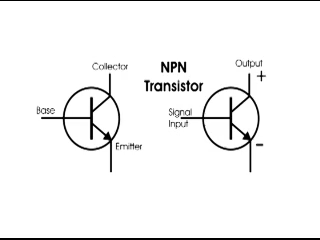 Collector
NPN
Transistor
Output
+
Base
Signal
Input
Emitter
-